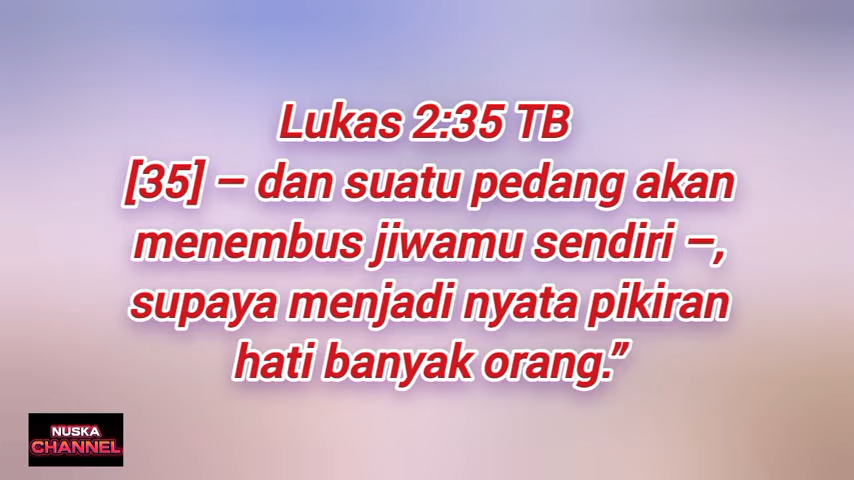 Lukas 2:35 TB
[35] – dan suatu pedang akan
menembus jiwamu sendiri –,
supaya menjadi nyata pikiran
hati banyak orang.”
NUSKA
CHANNEL